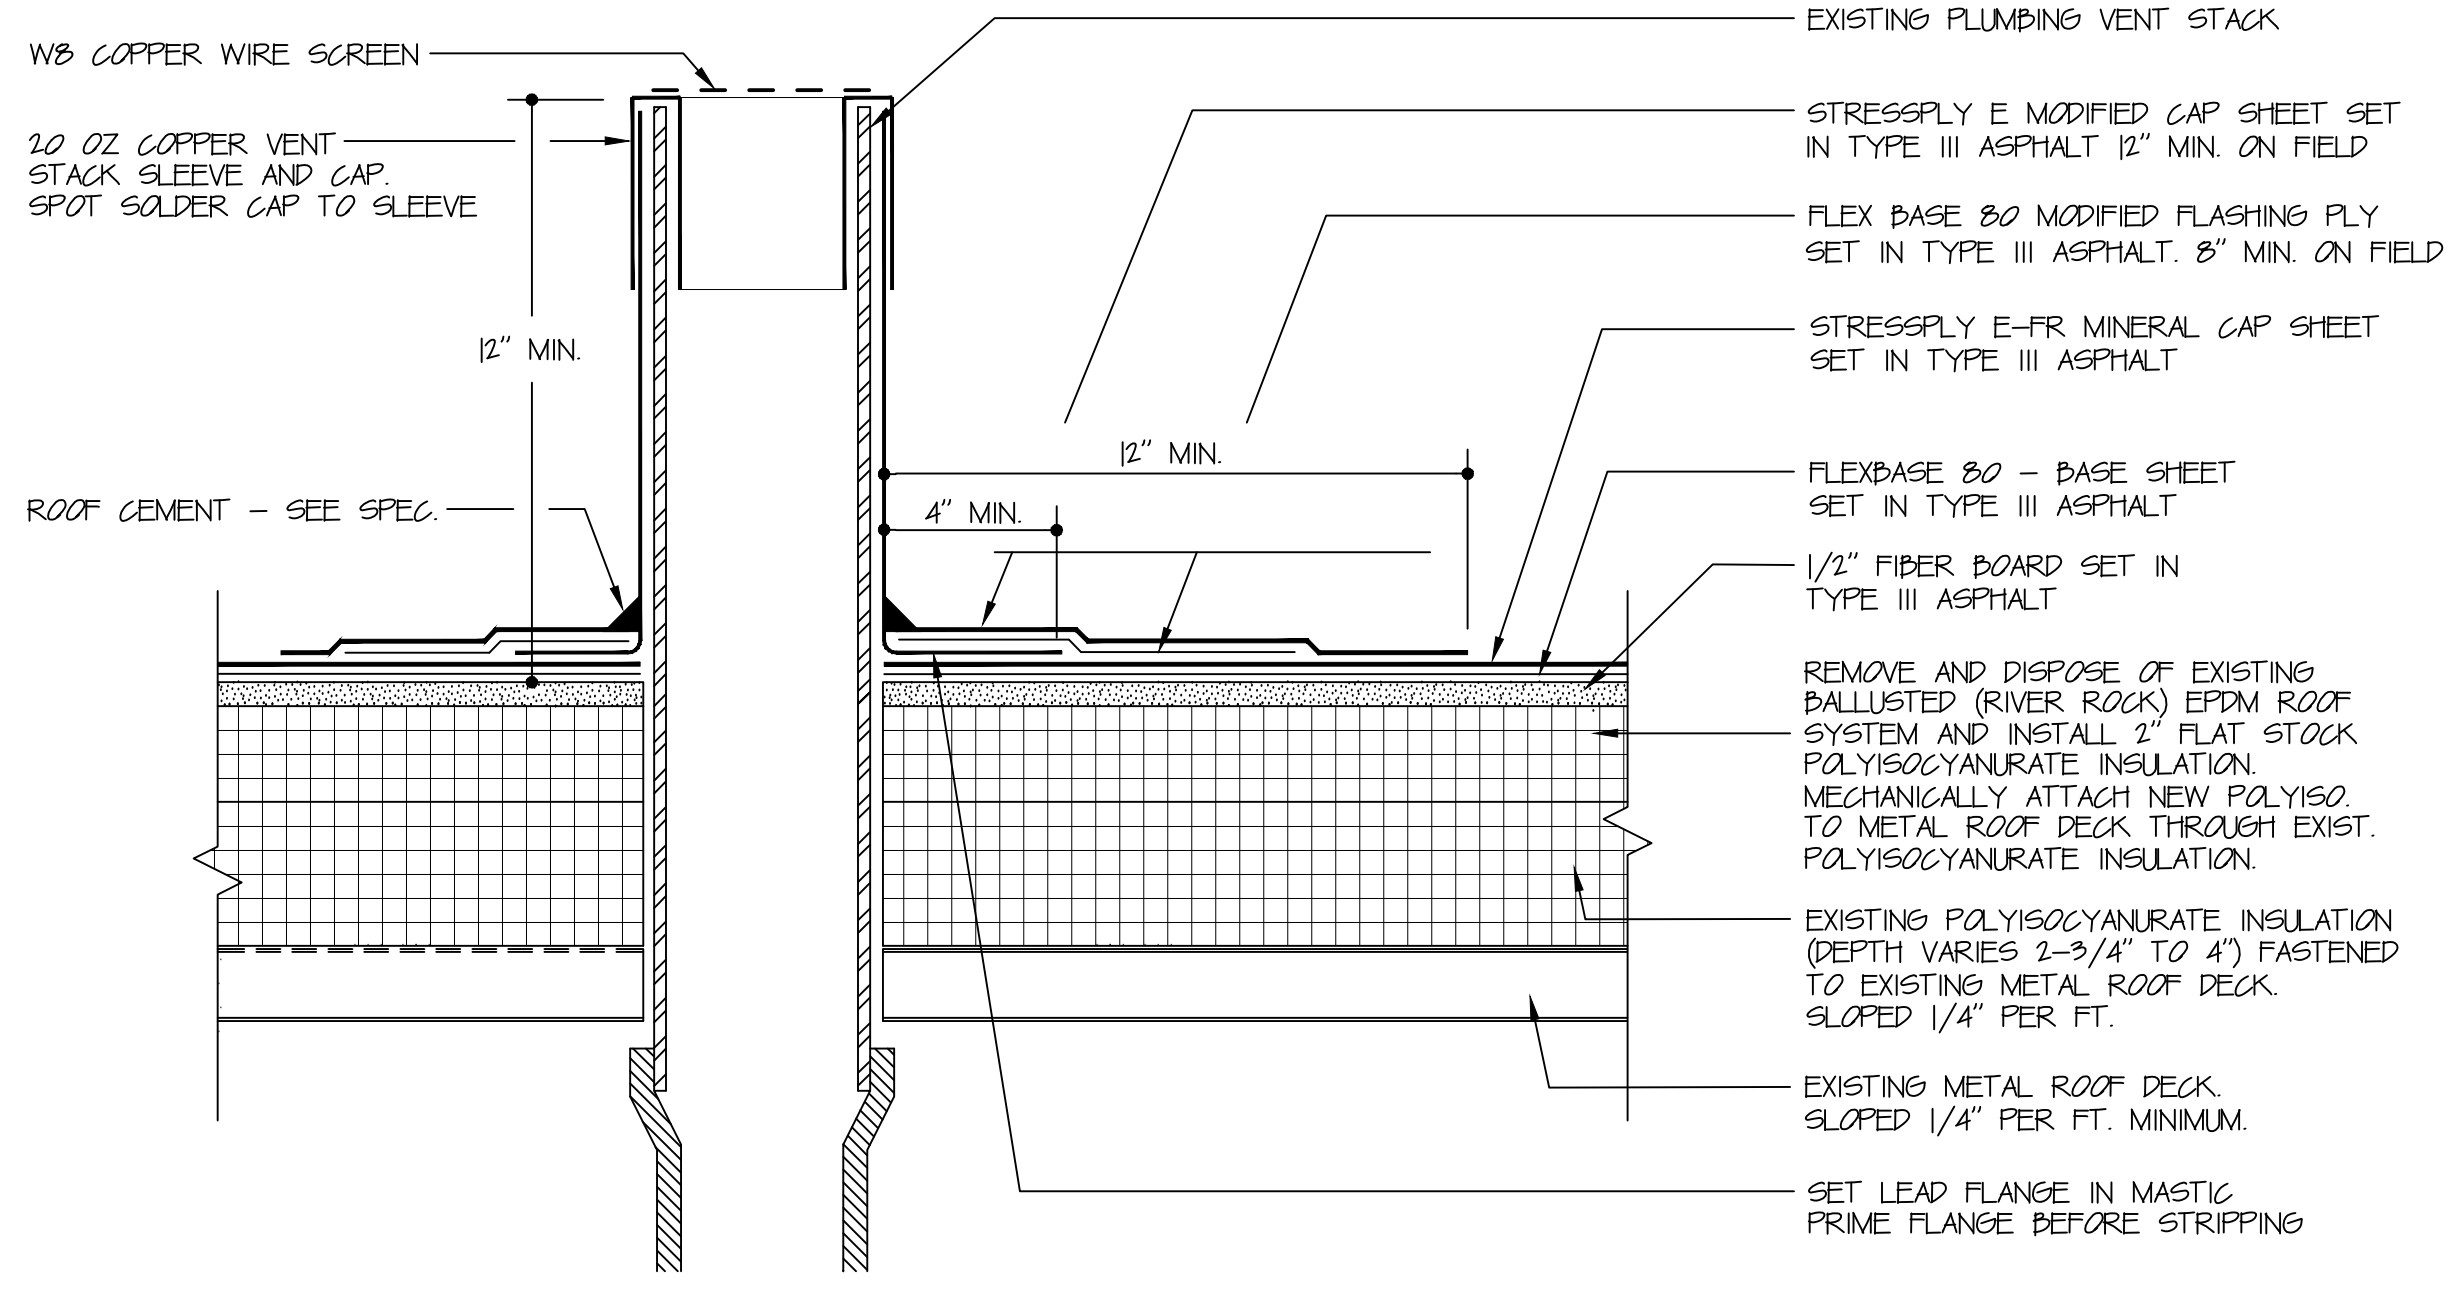 W8 COPPER WIRE SCREEN
20 OZ COPPER VENT
STACK SLEEVE AND CAP.
SPOT SOLDER CAP TO SLEEVE
12" MIN.
ROOF CEMENT - SEE SPEC.
12" MIN.
4" MIN.
EXISTING PLUMBING VENT STACK
STRESSPLY E MODIFIED CAP SHEET SET
IN TYPE III ASPHALT 12" MIN. ON FIELD
FLEX BASE 80 MODIFIED FLASHING PLY
SET IN TYPE III ASPHALT. 8" MIN. ON FIELD
STRESSPLY E-FR MINERAL CAP SHEET
SET IN TYPE III ASPHALT
FLEXBASE 80 - BASE SHEET
SET IN TYPE III ASPHALT
1/2" FIBER BOARD SET IN
TYPE III ASPHALT
REMOVE AND DISPOSE OF EXISTING
BALLUSTED (RIVER ROCK) EPDM ROOF
SYSTEM AND INSTALL 2" FLAT STOCK
POLYISOCYANURATE INSULATION.
MECHANICALLY ATTACH NEW POLYISO.
TO METAL ROOF DECK THROUGH EXIST.
POLYISOCYANURATE INSULATION.
EXISTING POLYISOCYANURATE INSULATION
(DEPTH VARIES 2-3/4" TO 4") FASTENED
TO EXISTING METAL ROOF DECK.
SLOPED 1/4" PER FT.
EXISTING METAL ROOF DECK.
SLOPED 1/4" PER FT. MINIMUM.
SET LEAD FLANGE IN MASTIC
PRIME FLANGE BEFORE STRIPPING